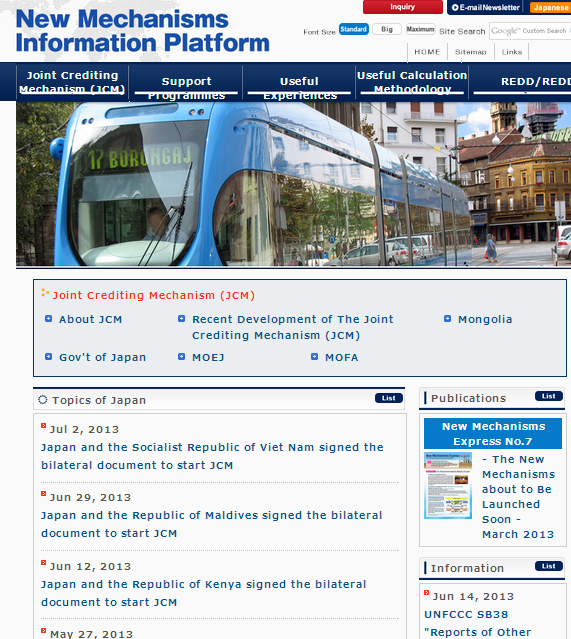 New Mechanisms
Information Platform
Inquiry
E-mail Newsletter
Japanese
Font Size
Standard
Big
Maximum
Site Search
Google™ Custom Search
HOME
Sitemap
Links
Joint Crediting
Mechanism (JCM)
Support
Programmes
Useful
Experiences
Useful Calculation
Methodology
REDD/REDD
17 BORONGAJ
Joint Crediting Mechanism (JCM)
About JCM
Recent Development of The Joint
Crediting Mechanism (JCM)
Mongolia
Gov't of Japan
MOEJ
MOFA
Topics of Japan
List
Jul 2, 2013
Japan and the Socialist Republic of Viet Nam signed the
bilateral document to start JCM
Jun 29, 2013
Japan and the Republic of Maldives signed the bilateral
document to start JCM
Jun 12, 2013
Japan and the Republic of Kenya signed the bilateral
document to start JCM
May 27, 2013
Publications
List
New Mechanisms
Express No.7
- The New
Mechanisms
about to Be
Launched
Soon -
March 2013
Information
List
Jun 14, 2013
UNFCCC SB38
"Reports of Other